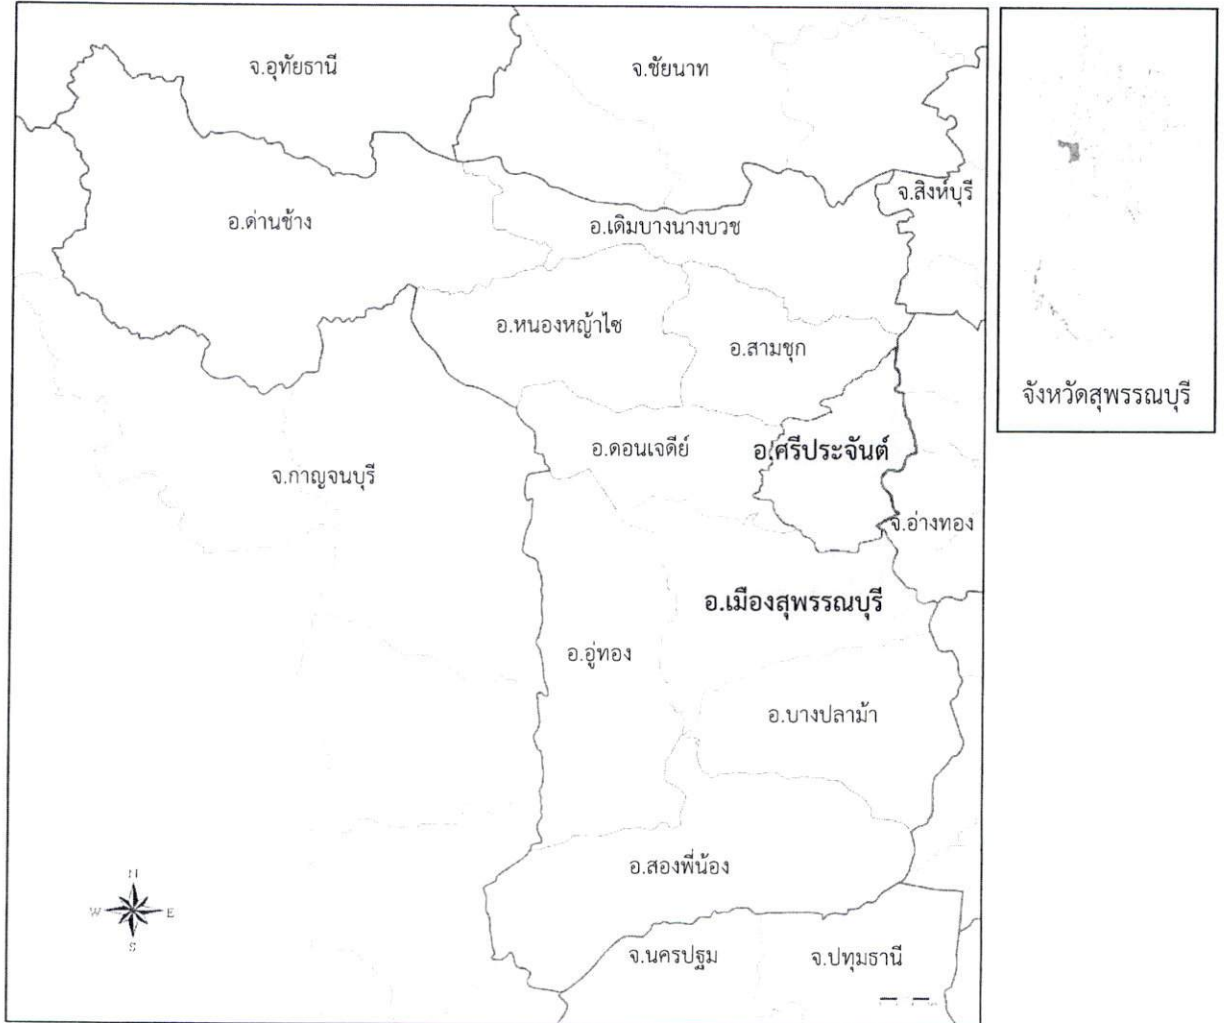 จ.อุทัยธานี
จ.ชัยนาท
จ.สิงห์บุรี
อ.ด่านช้าง
อ.เดิมบางนางบวช
อ.หนองหญ้าไซ
อ.สามชุก
จังหวัดสุพรรณบุรี
อ.ดอนเจดีย์
อ.ศรีประจันต์
จ.กาญจนบุรี
จ.อ่างทอง
อ.เมืองสุพรรณบุรี
อ.อู่ทอง
อ.บางปลาม้า
อ.สองพี่น้อง
N
W E
S
จ.นครปฐม
จ.ปทุมธานี